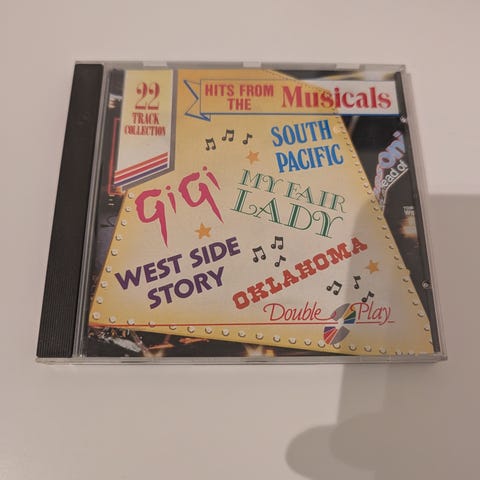 22
TRACK
COLLECTION
HITS FROM
THE
Musicals
SOUTH
PACIFIC
GiGi
MY FAIR
LADY
WEST SIDE
STORY
OKLAHOMA
Double Play